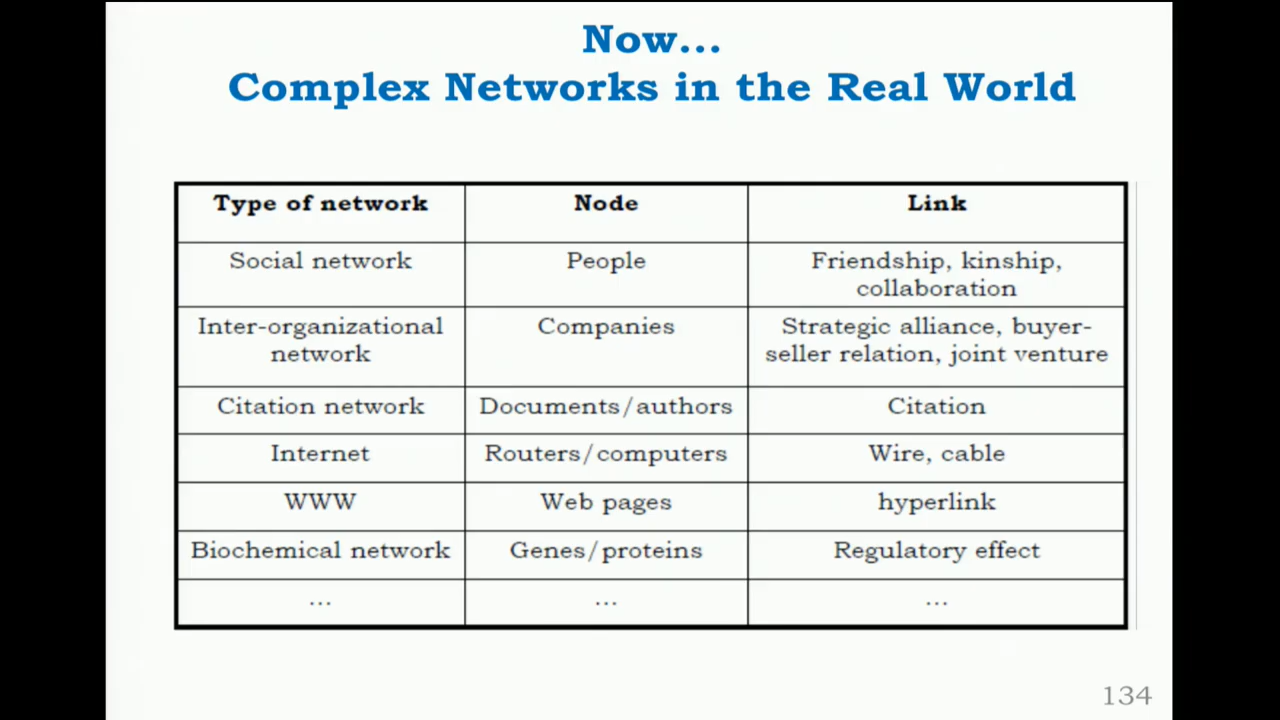 Now...
Complex Networks in the Real World
Type of network Node Link
Social network People Friendship, kinship,
collaboration
Inter-organizational
network Companies Strategic alliance, buyer-
seller relation, joint venture
Citation network Documents/authors Citation
Internet Routers/computers Wire, cable
WWW Web pages hyperlink
Biochemical network Genes/proteins Regulatory effect
... ... ...
134